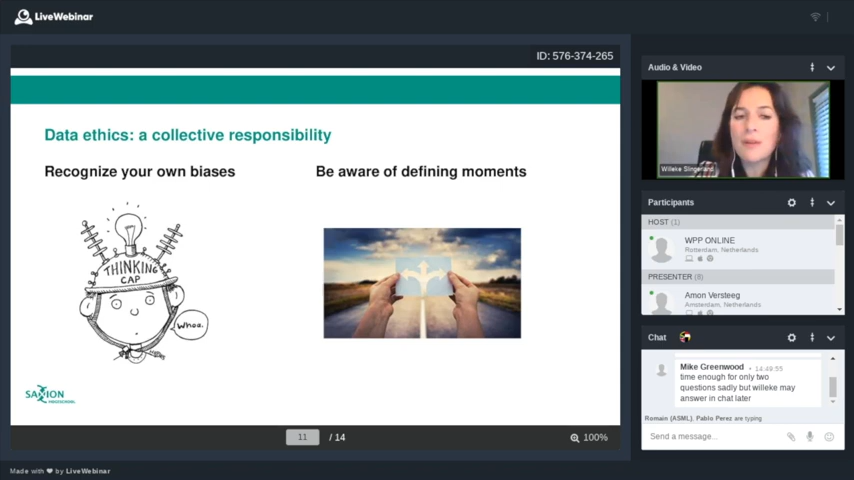 LiveWebinar
ID: 576-374-265
Data ethics: a collective responsibility
Recognize your own biases
Be aware of defining moments
THINKING
CAP
Whoa.
SAXION
HOGESCHOOL
11 / 14
100%
Made with ❤ by LiveWebinar
Audio & Video
Willeke Slingerland
Participants
HOST (1)
WPP ONLINE
Rotterdam, Netherlands
PRESENTER (8)
Amon Versteeg
Amsterdam, Netherlands
Chat
Mike Greenwood • 14:49:55
time enough for only two
questions sadly but willeke may
answer in chat later
Romain (ASML), Pablo Perez are typing
Send a message...